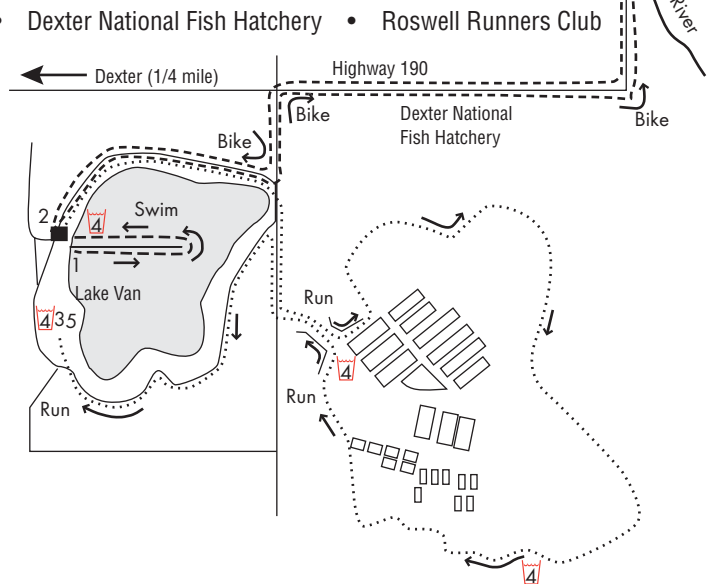 • Dexter National Fish Hatchery • Roswell Runners Club
River
Dexter (1/4 mile)
Highway 190
Bike
Dexter National
Fish Hatchery
Bike
Bike
2
4
Swim
1
Lake Van
4 35
Run
Run
4
Run
4